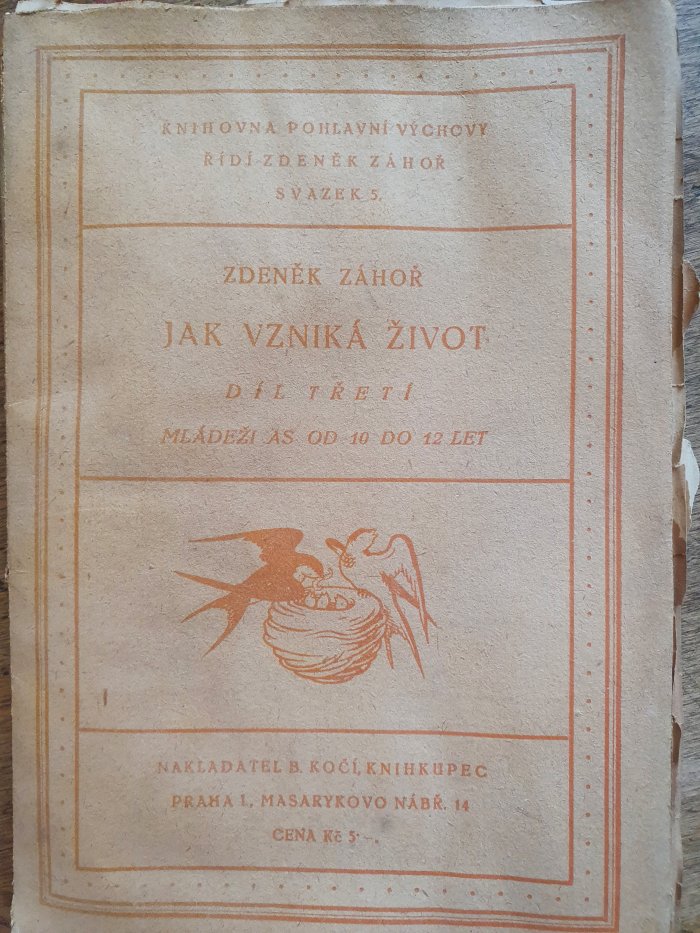 KNIHOVNA POHLAVNÍ VÝCHOVY
ŘÍDÍ ZDENĚK ZÁHOŘ
SVAZEK 5.
ZDENĚK ZÁHOŘ
JAK VZNIKÁ ŽIVOT
DÍL TŘETÍ
MLÁDEŽI AS OD 10 DO 12 LET
NAKLADATEL B. KOČÍ, KNIHKUPEC
PRAHA I., MASARYKOVO NÁBŘ. 14
CENA Kč 5·–.